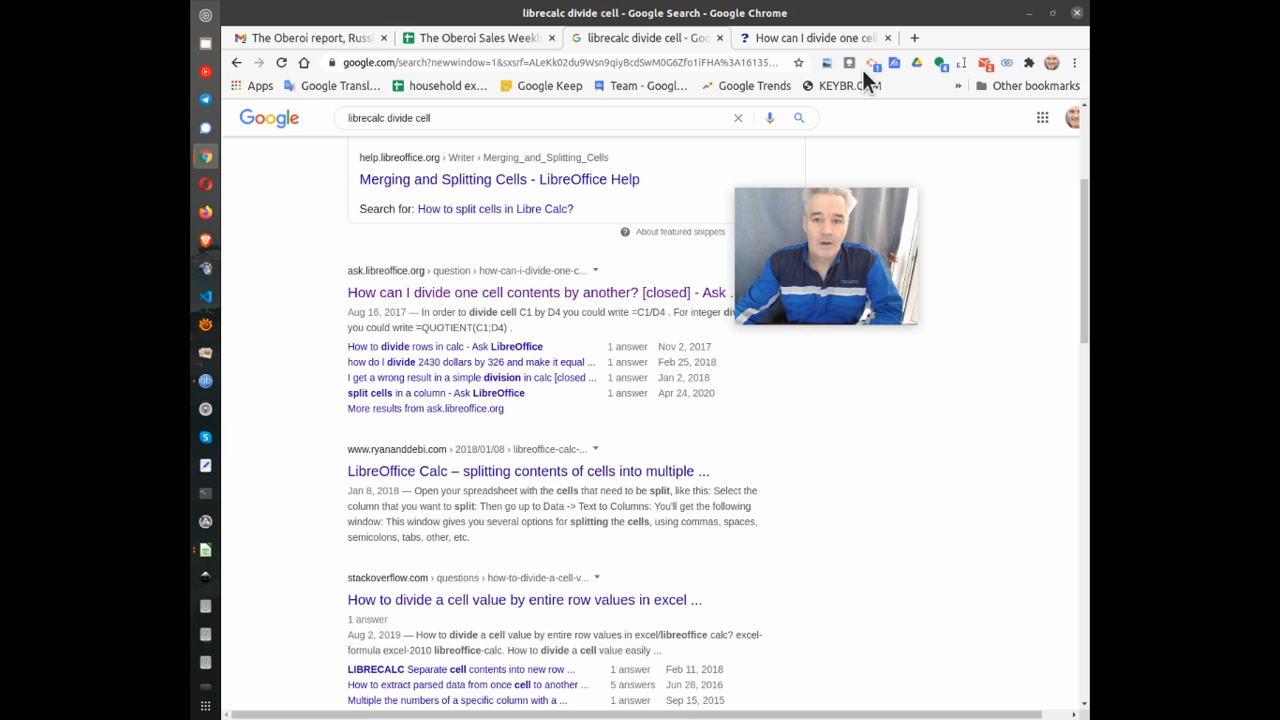 librecalc divide cell - Google Search - Google Chrome
The Oberoi report, Russi
The Oberoi Sales Weekly
librecalc divide cell - Goo
How can I divide one cell
google.com/search?newwindow=1&sxsrf=ALeKk02du9Wsn9qiyBcdSwM0G6Zfo1iFHA%3A16135...
Apps
Google Transl...
household ex...
Google Keep
Team - Googl...
Google Trends
KEYBR.COM
»
Other bookmarks
Google
librecalc divide cell
help.libreoffice.org › Writer › Merging_and_Splitting_Cells
Merging and Splitting Cells - LibreOffice Help
Search for: How to split cells in Libre Calc?
About featured snippets
ask.libreoffice.org › question › how-can-i-divide-one-c...
How can I divide one cell contents by another? [closed] - Ask .
Aug 16, 2017 — In order to divide cell C1 by D4 you could write =C1/D4 . For integer div
you could write =QUOTIENT(C1;D4) .
How to divide rows in calc - Ask LibreOffice 1 answer Nov 2, 2017
how do I divide 2430 dollars by 326 and make it equal ... 1 answer Feb 25, 2018
I get a wrong result in a simple division in calc [closed ... 1 answer Jan 2, 2018
split cells in a column - Ask LibreOffice 1 answer Apr 24, 2020
More results from ask.libreoffice.org
www.ryananddebi.com › 2018/01/08 › libreoffice-calc-...
LibreOffice Calc – splitting contents of cells into multiple ...
Jan 8, 2018 — Open your spreadsheet with the cells that need to be split, like this: Select the
column that you want to split: Then go up to Data -> Text to Columns: You'll get the following
window: This window gives you several options for splitting the cells, using commas, spaces,
semicolons, tabs, other, etc.
stackoverflow.com › questions › how-to-divide-a-cell-v...
How to divide a cell value by entire row values in excel ...
1 answer
Aug 2, 2019 — How to divide a cell value by entire row values in excel/libreoffice calc? excel-
formula excel-2010 libreoffice-calc. How to divide a cell value easily ...
LIBRECALC Separate cell contents into new row ... 1 answer Feb 11, 2018
How to extract parsed data from once cell to another ... 5 answers Jun 28, 2016
Multiple the numbers of a specific column with a ... 1 answer Sep 15, 2015